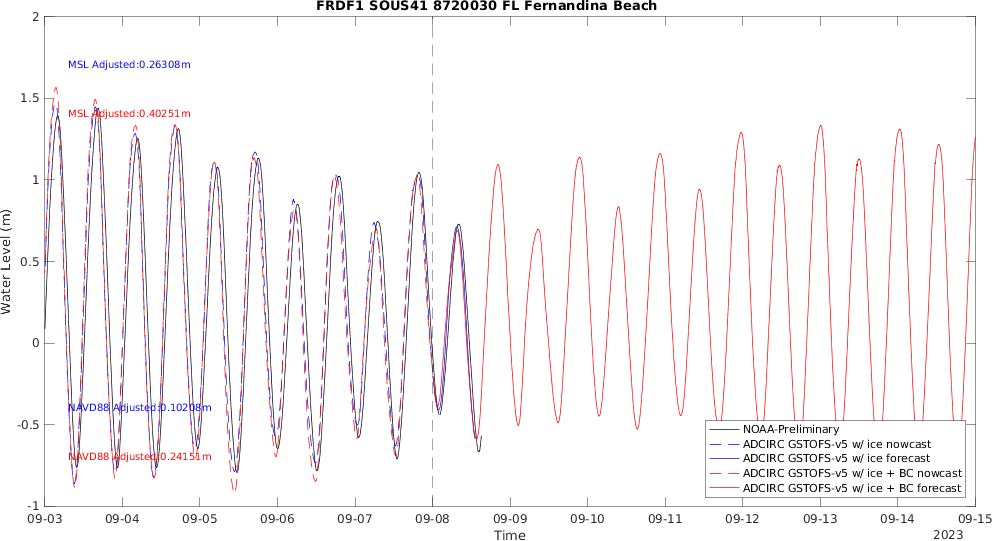 FRDF1 SOUS41 8720030 FL Fernandina Beach
Water Level (m)
2
1.5
1
0.5
0
-0.5
-1
MSL Adjusted:0.26308m
MSL Adjusted:0.40251m
NAVD88 Adjusted:0.10208m
NAVD88 Adjusted:0.24151m
NOAA-Preliminary
ADCIRC GSTOFS-v5 w/ ice nowcast
ADCIRC GSTOFS-v5 w/ ice forecast
ADCIRC GSTOFS-v5 w/ ice + BC nowcast
ADCIRC GSTOFS-v5 w/ ice + BC forecast
09-03 09-04 09-05 09-06 09-07 09-08 09-09 09-10 09-11 09-12 09-13 09-14 09-15
Time
2023